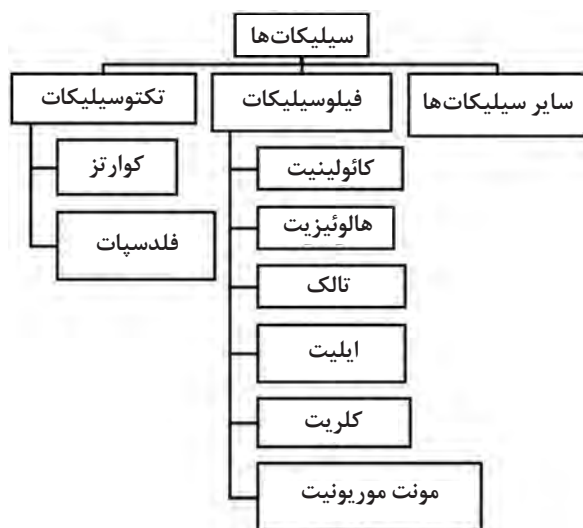 سیلیکات‌ها
سایر سیلیکات‌ها
فیلوسیلیکات
کائولینیت
هالوئیزیت
تالک
ایلیت
کلریت
مونت موریونیت
تکتوسیلیکات
کوارتز
فلدسپات